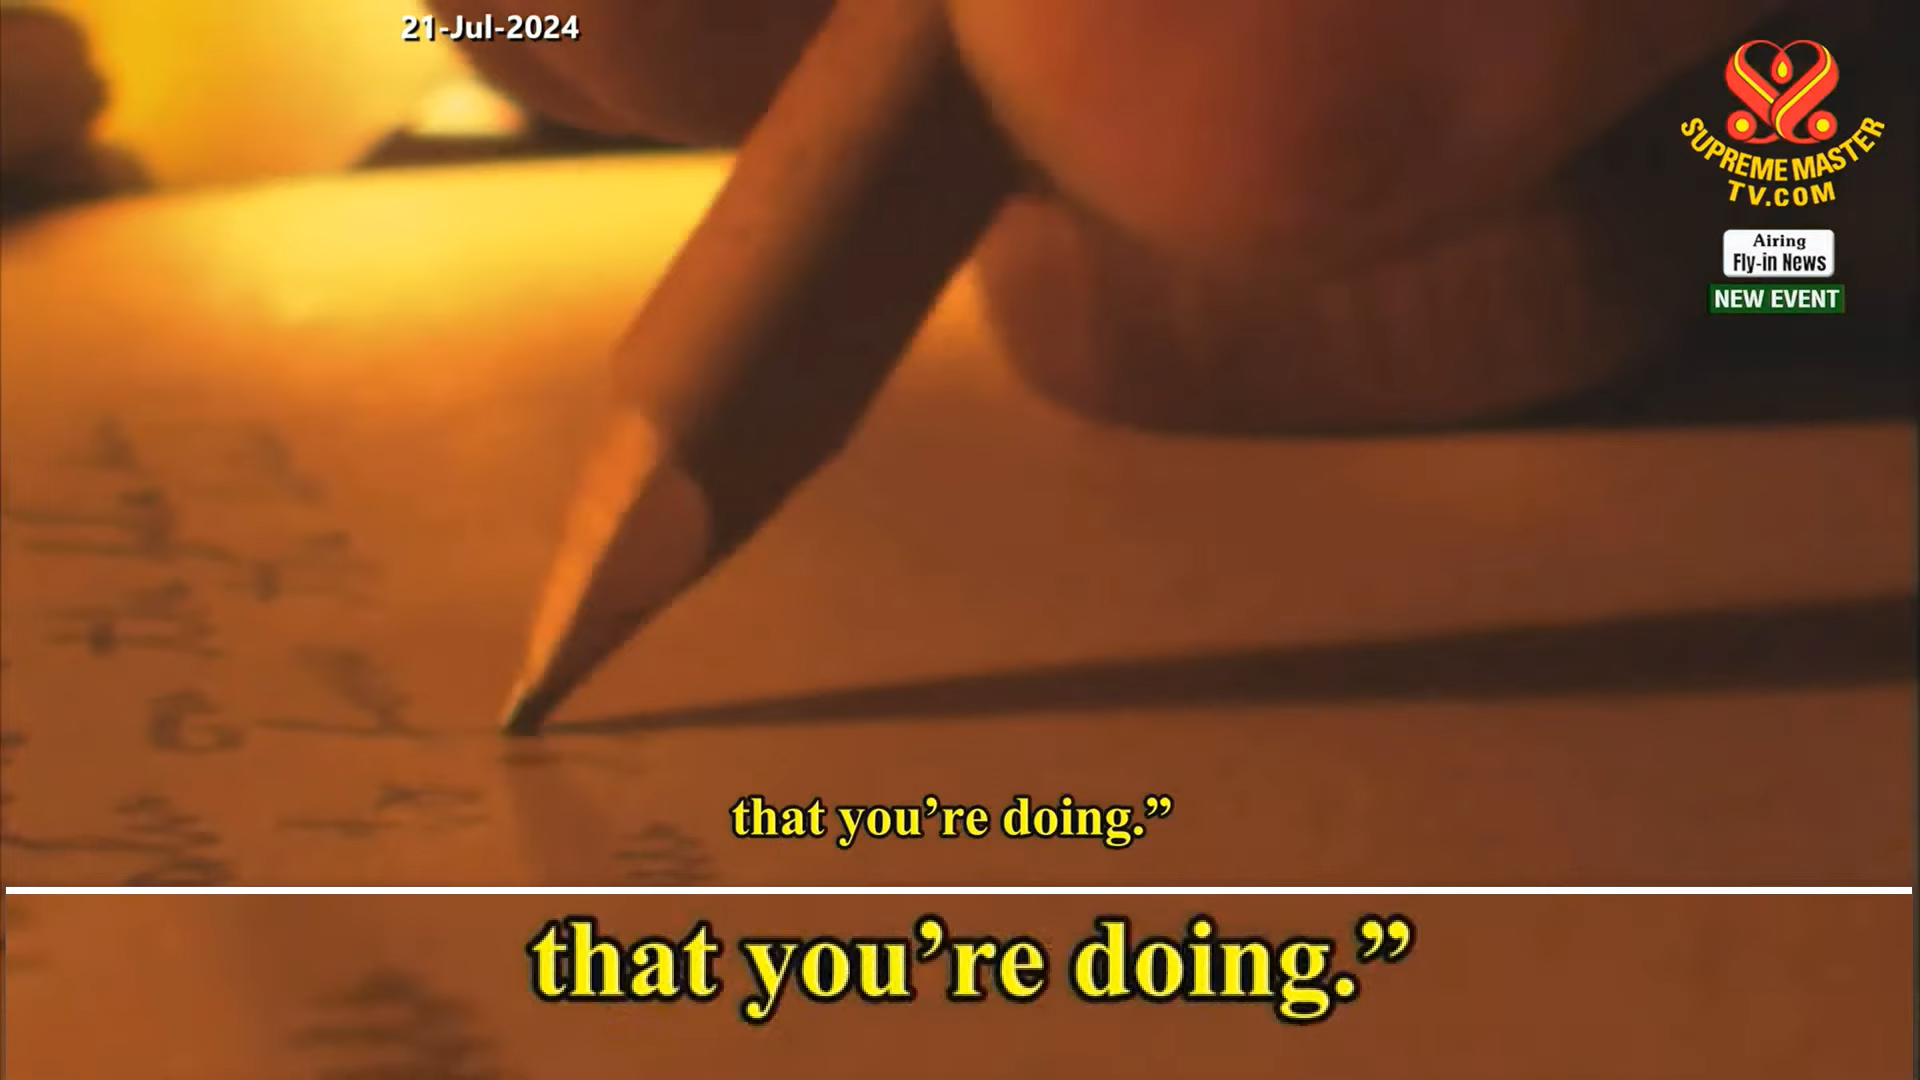 21-Jul-2024
SUPREME MASTER
TV.COM
Airing
Fly-in News
NEW EVENT
that you’re doing.”
that you’re doing.”